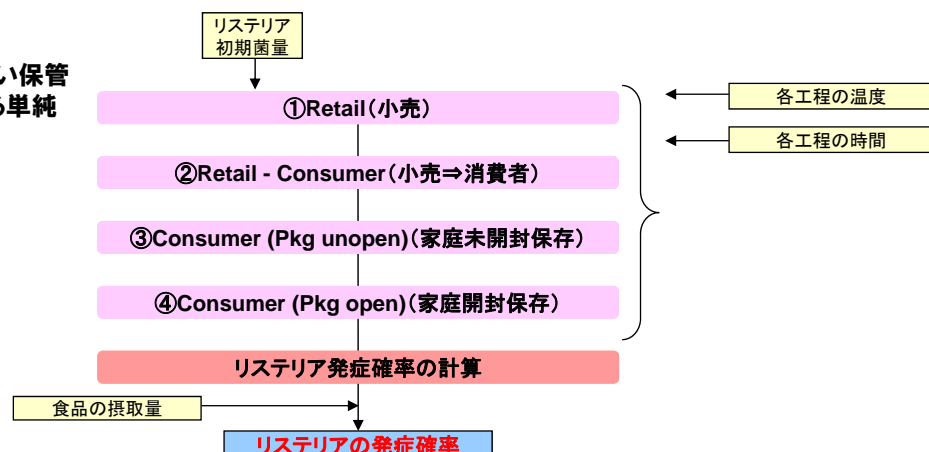 リステリア
初期菌量
い保管
る単純
①Retail（小売）
各工程の温度
各工程の時間
②Retail - Consumer（小売⇒消費者）
③Consumer (Pkg unopen)（家庭未開封保存）
④Consumer (Pkg open)（家庭開封保存）
リステリア発症確率の計算
食品の摂取量
リステリアの発症確率